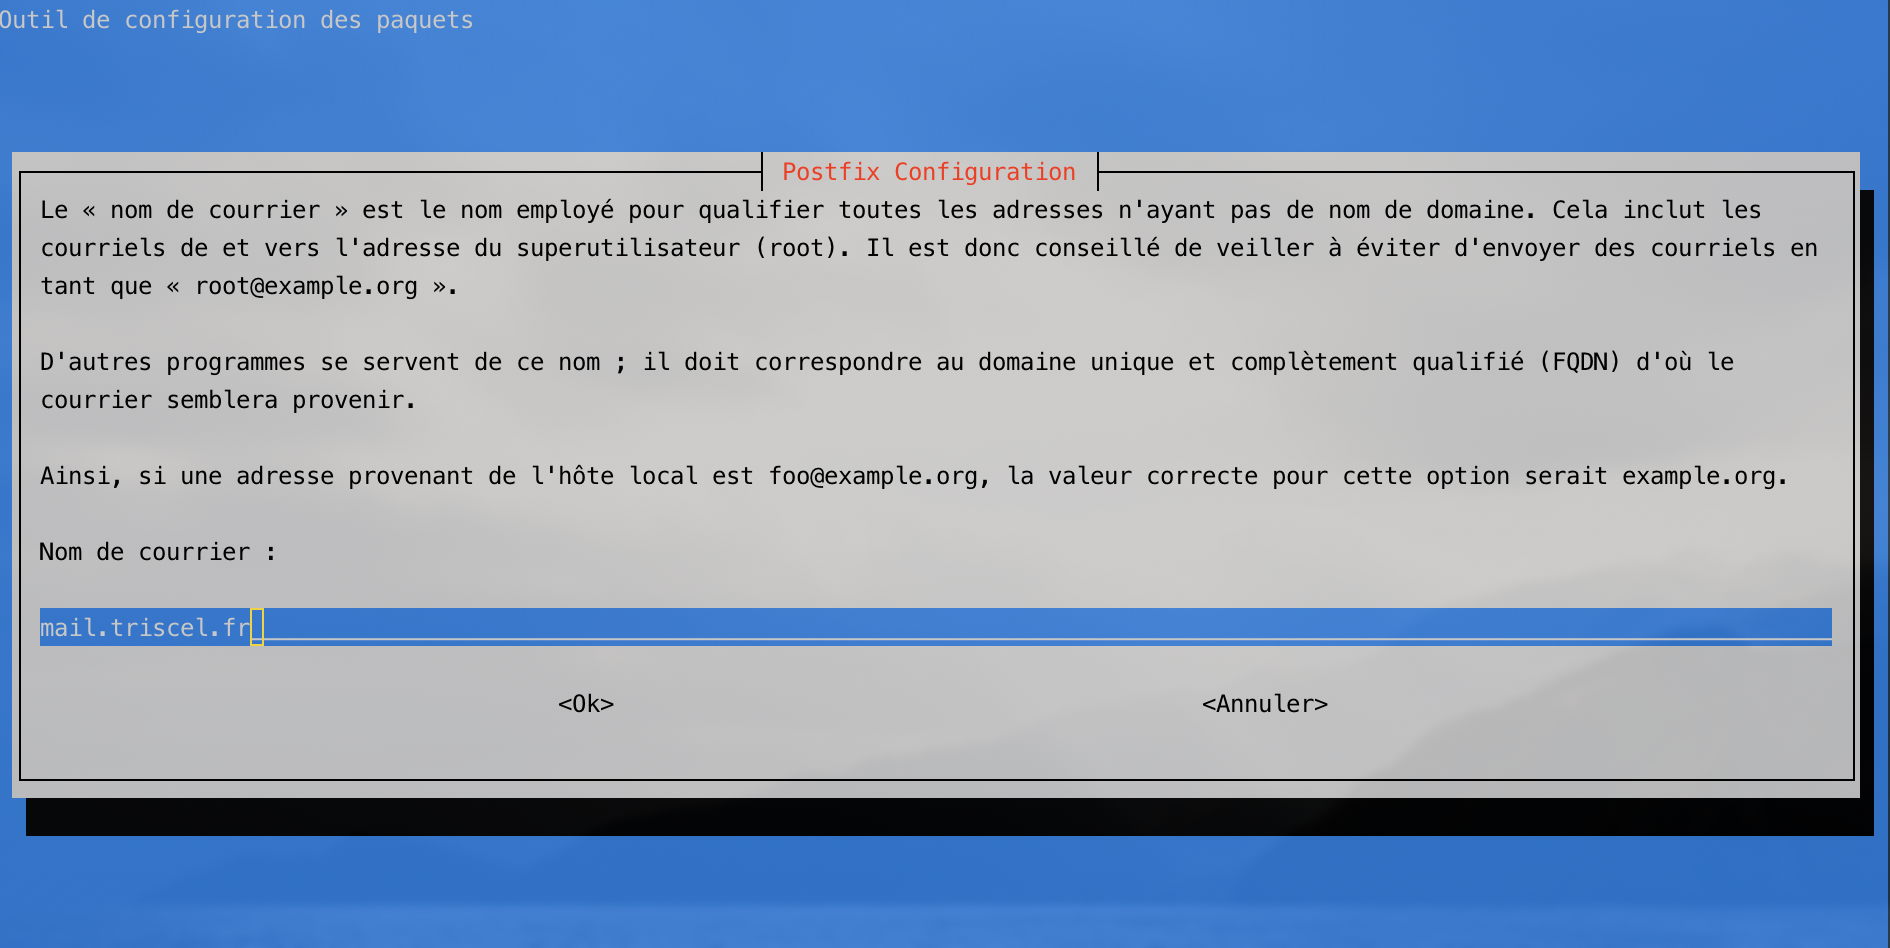 Outil de configuration des paquets
Postfix Configuration
Le « nom de courrier » est le nom employé pour qualifier toutes les adresses n'ayant pas de nom de domaine. Cela inclut les
courriels de et vers l'adresse du superutilisateur (root). Il est donc conseillé de veiller à éviter d'envoyer des courriels en
tant que « root@example.org ».
D'autres programmes se servent de ce nom ; il doit correspondre au domaine unique et complètement qualifié (FQDN) d'où le
courrier semblera provenir.
Ainsi, si une adresse provenant de l'hôte local est foo@example.org, la valeur correcte pour cette option serait example.org.
Nom de courrier :
mail.triscel.fr
<Ok> <Annuler>